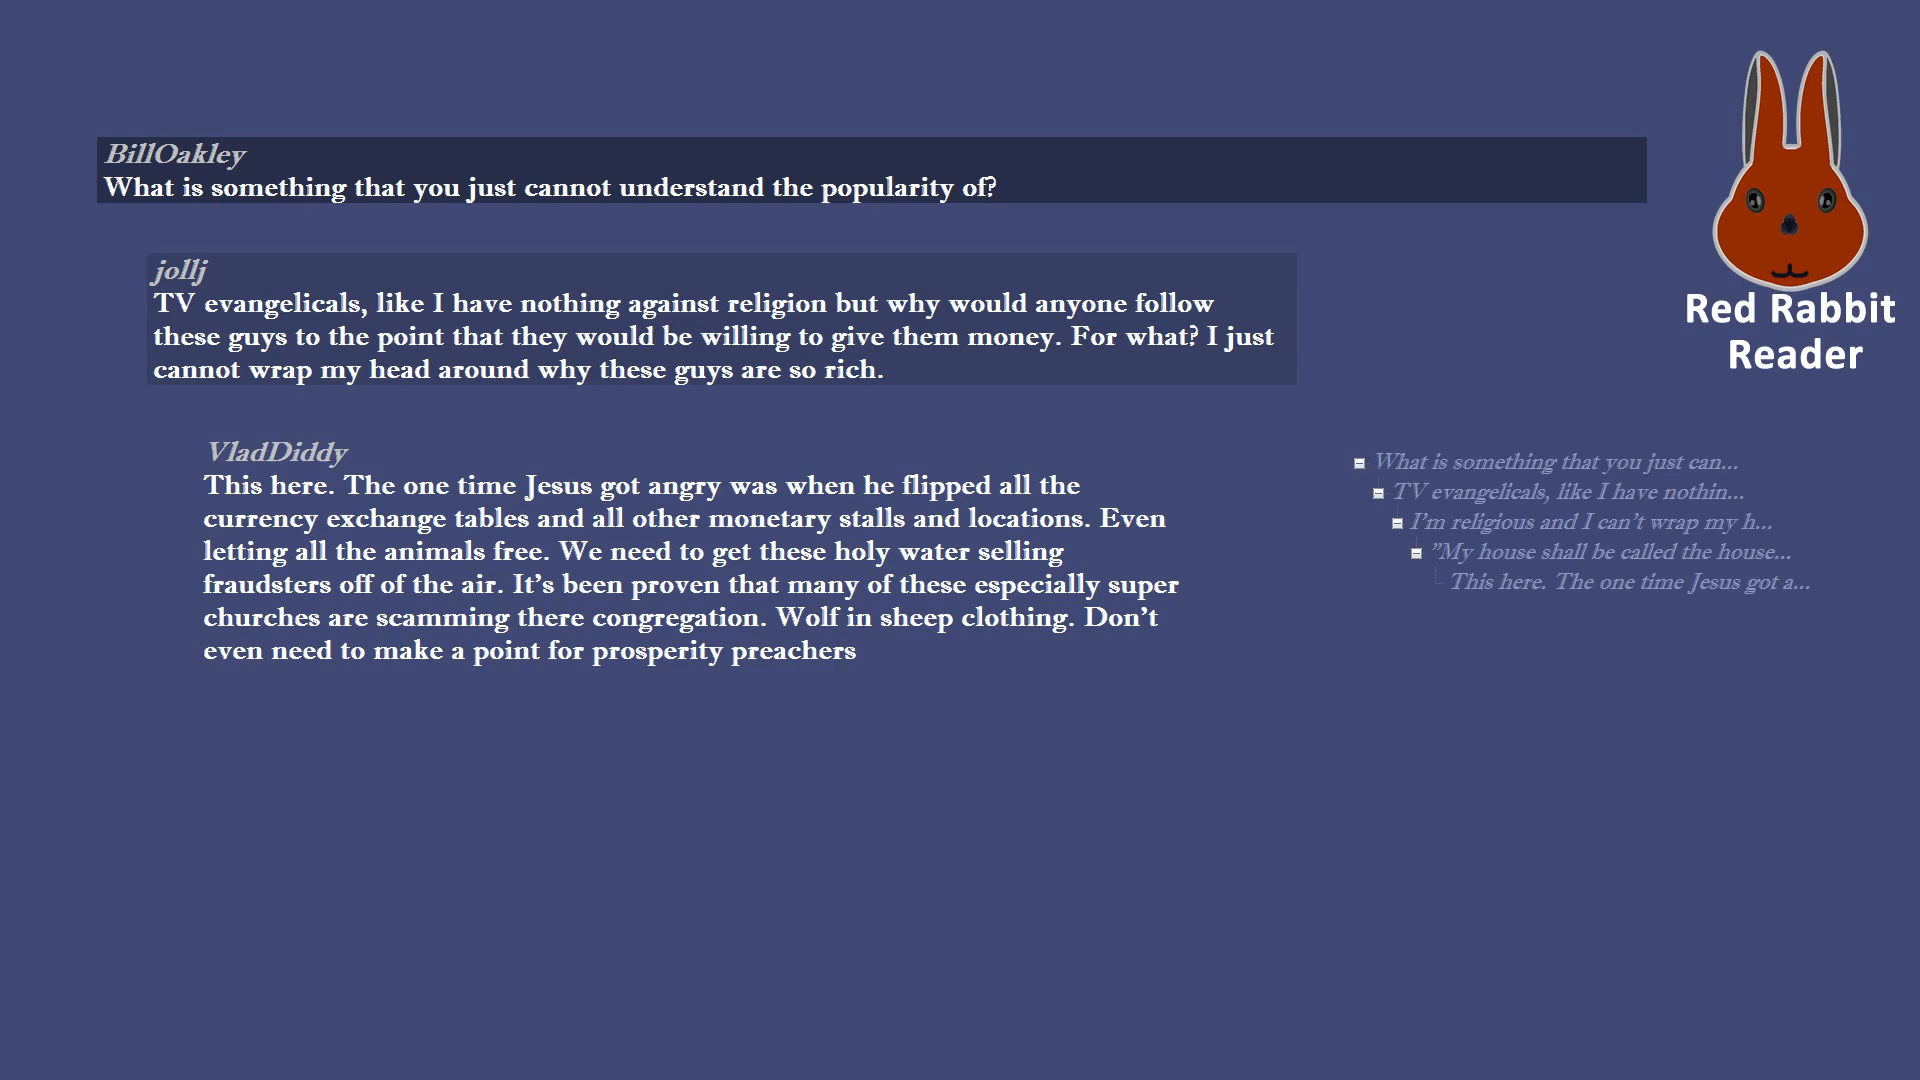 BillOakley
What is something that you just cannot understand the popularity of?
jollj
TV evangelicals, like I have nothing against religion but why would anyone follow
these guys to the point that they would be willing to give them money. For what? I just
cannot wrap my head around why these guys are so rich.
VladDiddy
This here. The one time Jesus got angry was when he flipped all the
currency exchange tables and all other monetary stalls and locations. Even
letting all the animals free. We need to get these holy water selling
fraudsters off of the air. It's been proven that many of these especially super
churches are scamming there congregation. Wolf in sheep clothing. Don't
even need to make a point for prosperity preachers
Red Rabbit
Reader
What is something that you just can...
TV evangelicals, like I have nothin...
I'm religious and I can't wrap my h...
"My house shall be called the house...
This here. The one time Jesus got a...